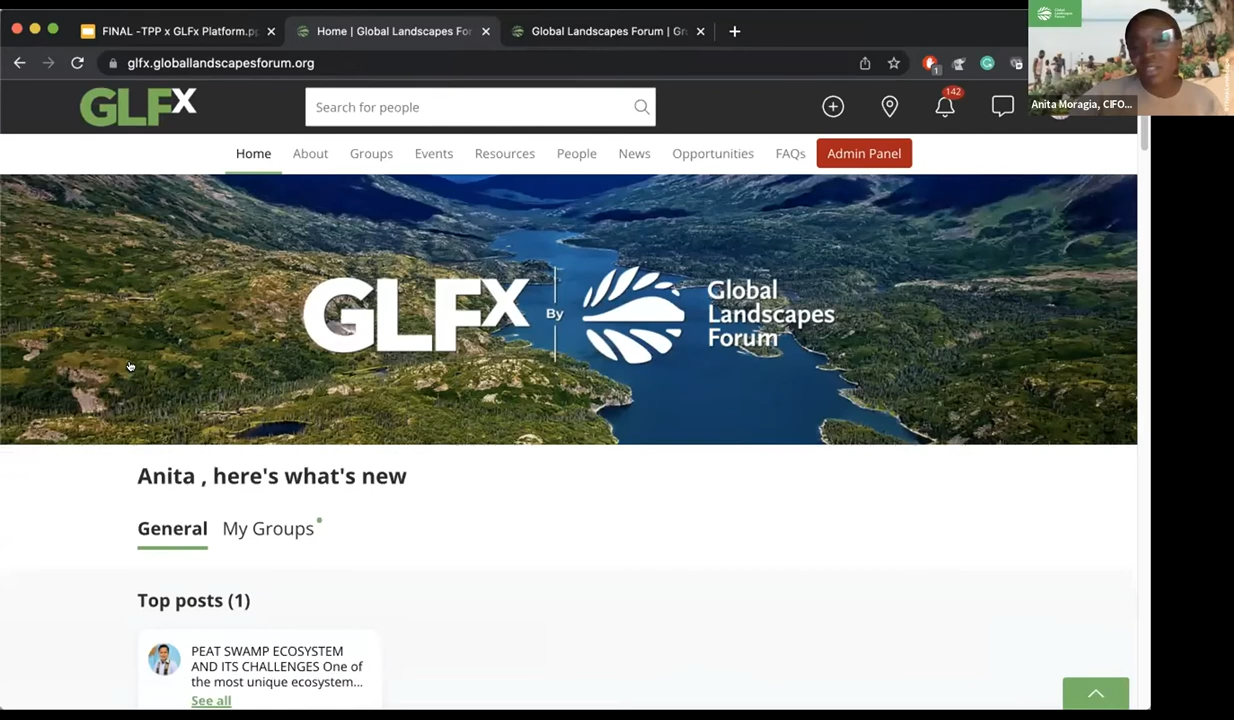 FINAL -TPP x GLFx Platform.pp
Home | Global Landscapes For
Global Landscapes Forum | Gr
glfx.globallandscapesforum.org
GLFX
Search for people
142
Anita Moragia, CIFO...
Home About Groups Events Resources People News Opportunities FAQs Admin Panel
GLFX By Global
Landscapes
Forum
Anita , here's what's new
General My Groups
Top posts (1)
PEAT SWAMP ECOSYSTEM
AND ITS CHALLENGES One of
the most unique ecosystem...
See all